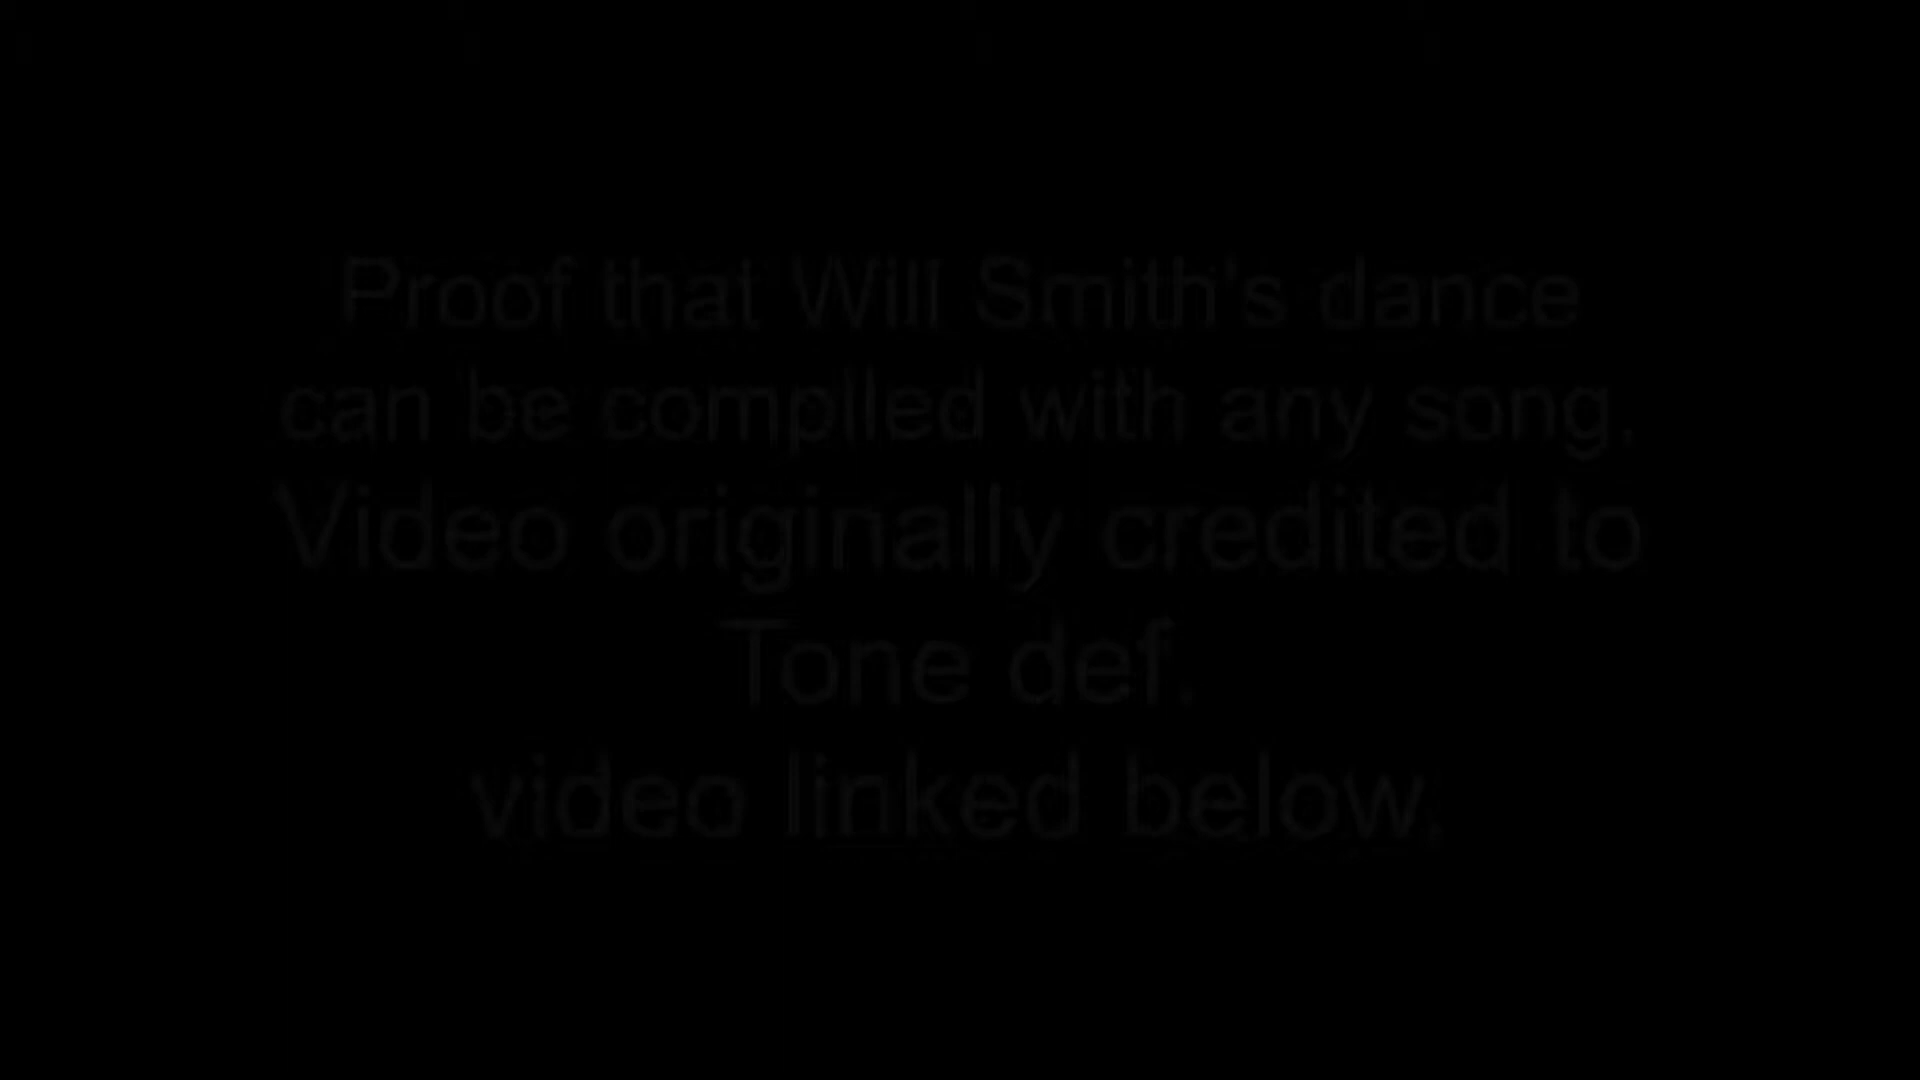 Proof that Will Smith's dance
can be compiled with any song.
Video originally credited to
Tone def.
video linked below.